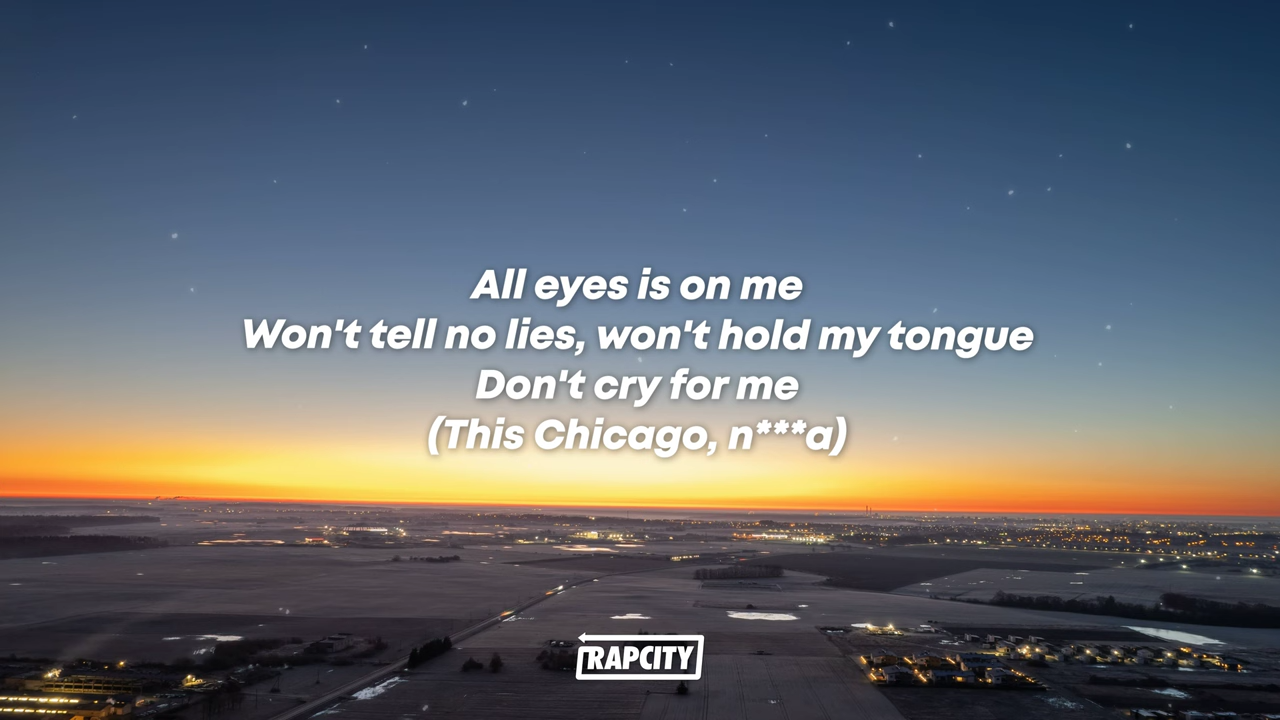 All eyes is on me
Won't tell no lies, won't hold my tongue
Don't cry for me
(This Chicago, n***a)
RAPCITY